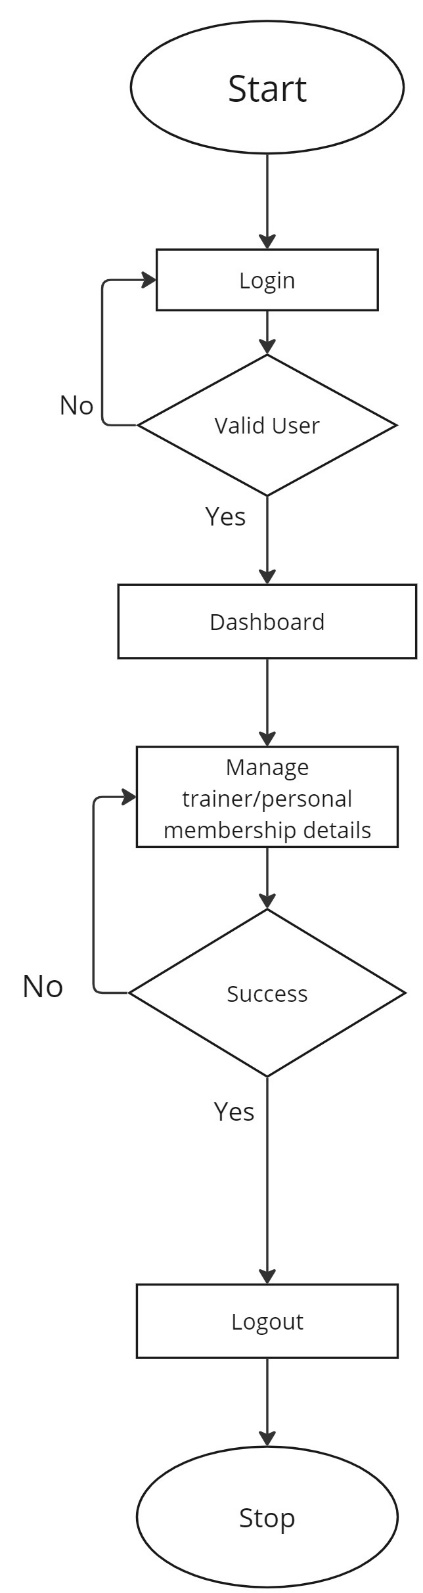 Start
Login
No
Valid User
Yes
Dashboard
Manage
trainer/personal
membership details
No
Success
Yes
Logout
Stop